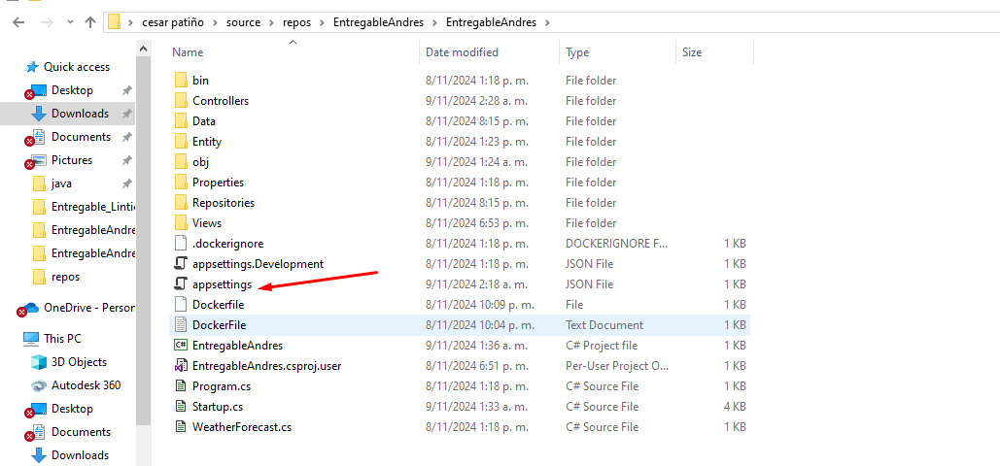 cesar patiño > source > repos > EntregableAndres > EntregableAndres >
Quick access
Desktop
Downloads
Documents
Pictures
java
Entregable_Lintic
EntregableAndre
EntregableAndre
repos
OneDrive - Person
This PC
3D Objects
Autodesk 360
Desktop
Documents
Downloads
Name Date modified Type Size
bin 8/11/2024 1:18 p. m. File folder
Controllers 9/11/2024 2:28 a. m. File folder
Data 8/11/2024 8:15 p. m. File folder
Entity 8/11/2024 1:23 p. m. File folder
obj 9/11/2024 1:24 a. m. File folder
Properties 8/11/2024 1:18 p. m. File folder
Repositories 8/11/2024 8:15 p. m. File folder
Views 8/11/2024 6:53 p. m. File folder
.dockerignore 8/11/2024 1:18 p. m. DOCKERIGNORE F... 1 KB
appsettings.Development 8/11/2024 1:18 p. m. JSON File 1 KB
appsettings 9/11/2024 2:18 a. m. JSON File 1 KB
Dockerfile 8/11/2024 10:09 p. m. File 1 KB
DockerFile 8/11/2024 10:04 p. m. Text Document 1 KB
C# EntregableAndres 9/11/2024 1:36 a. m. C# Project file 1 KB
EntregableAndres.csproj.user 8/11/2024 6:51 p. m. Per-User Project O... 1 KB
Program.cs 8/11/2024 1:18 p. m. C# Source File 1 KB
Startup.cs 9/11/2024 1:33 a. m. C# Source File 4 KB
WeatherForecast.cs 8/11/2024 1:18 p. m. C# Source File 1 KB